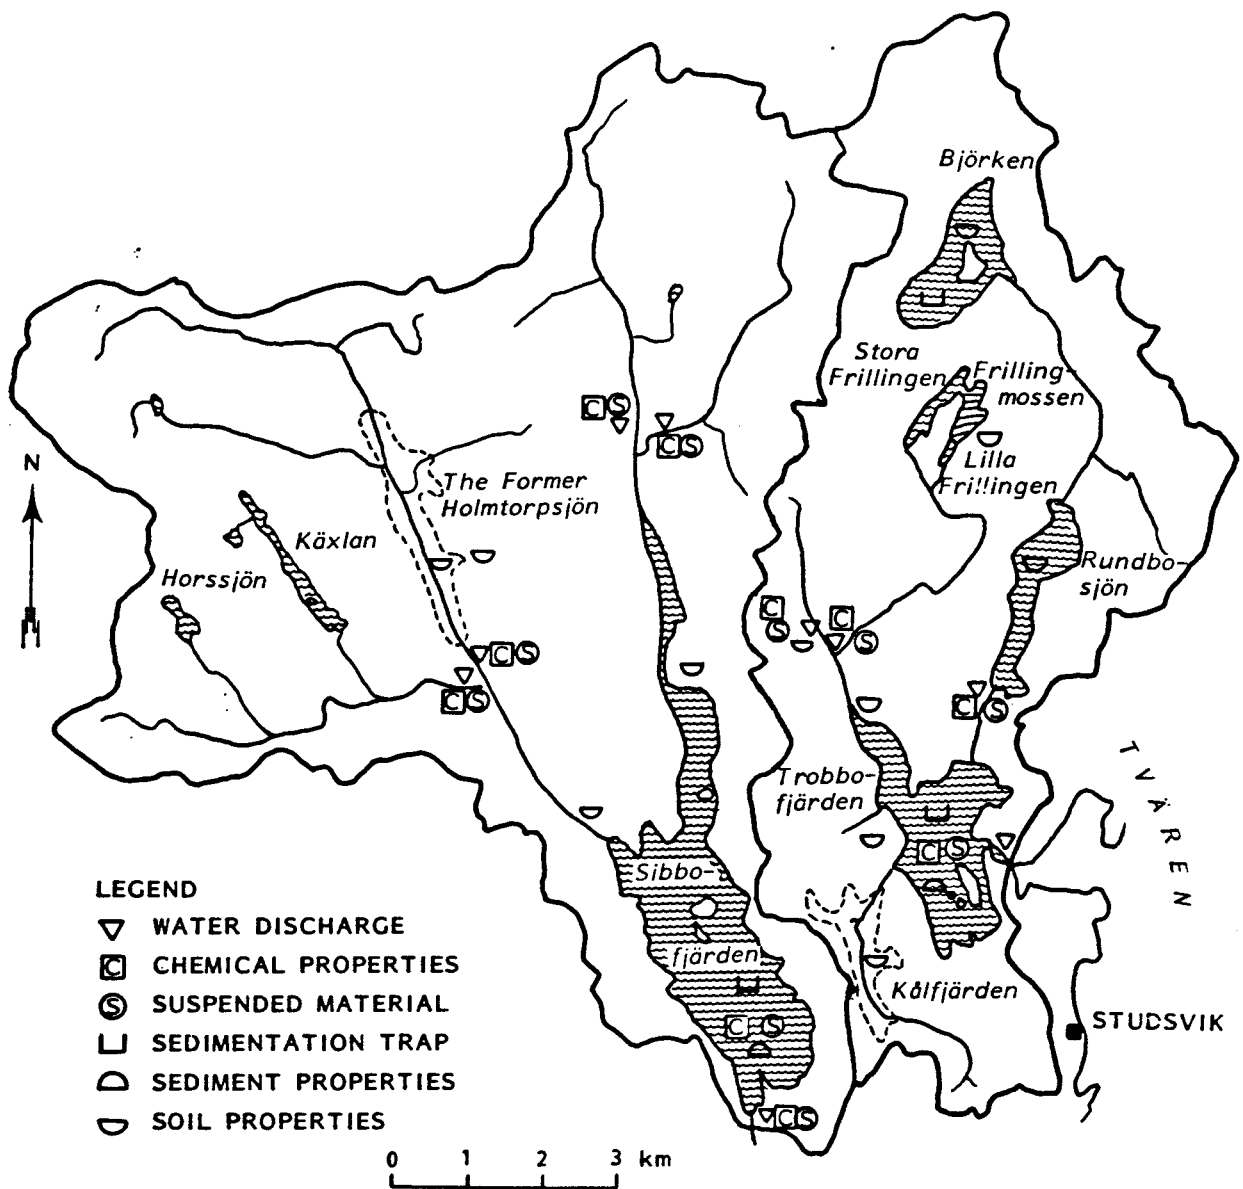 Björken
Stora
Frillingen
Frilling-
mossen
Lilla
Frillingen
N
The Former
Holmtorpsjön
Käxlan
Horssjön
Rundbo-
sjön
Trobbo-
fjärden
TVÄREN
Sibbo-
fjärden
Kålfjärden
STUDSVIK
C S
C S
C S
C S
C S
C S
C S
C S
C S
C S
LEGEND
WATER DISCHARGE
C CHEMICAL PROPERTIES
S SUSPENDED MATERIAL
SEDIMENTATION TRAP
SEDIMENT PROPERTIES
SOIL PROPERTIES
0 1 2 3 km